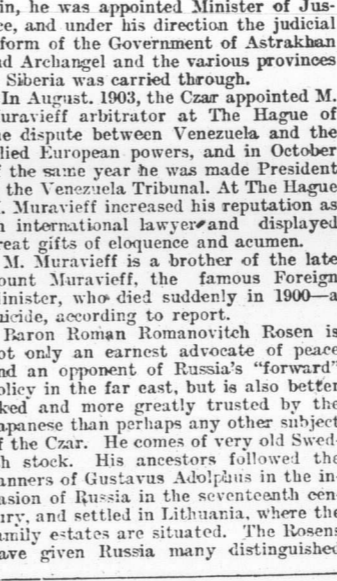 in, he was appointed Minister of Jus-
ce, and under his direction the judicial
form of the Government of Astrakhan
nd Archangel and the various provinces
Siberia was carried through.
In August. 1903, the Czar appointed M.
uravieff arbitrator at The Hague of
e dispute between Venezuela and the
lied European powers, and in October
f the same year he was made President
the Venezuela Tribunal. At The Hague
. Muravieff increased his reputation as
n international lawyer and displayed
reat gifts of eloquence and acumen.
M. Muravieff is a brother of the late
ount Muravieff, the famous Foreign
inister, who died suddenly in 1900—a
uicide, according to report.
Baron Roman Romanovitch Rosen is
ot only an earnest advocate of peace
nd an opponent of Russia's "forward"
olicy in the far east, but is also better
ked and more greatly trusted by the
apanese than perhaps any other subject
f the Czar. He comes of very old Swed-
h stock. His ancestors followed the
anners of Gustavus Adolphus in the in-
asion of Russia in the seventeenth cen-
ury, and settled in Lithuania, where the
amily estates are situated. The Rosens
ave given Russia many distinguished